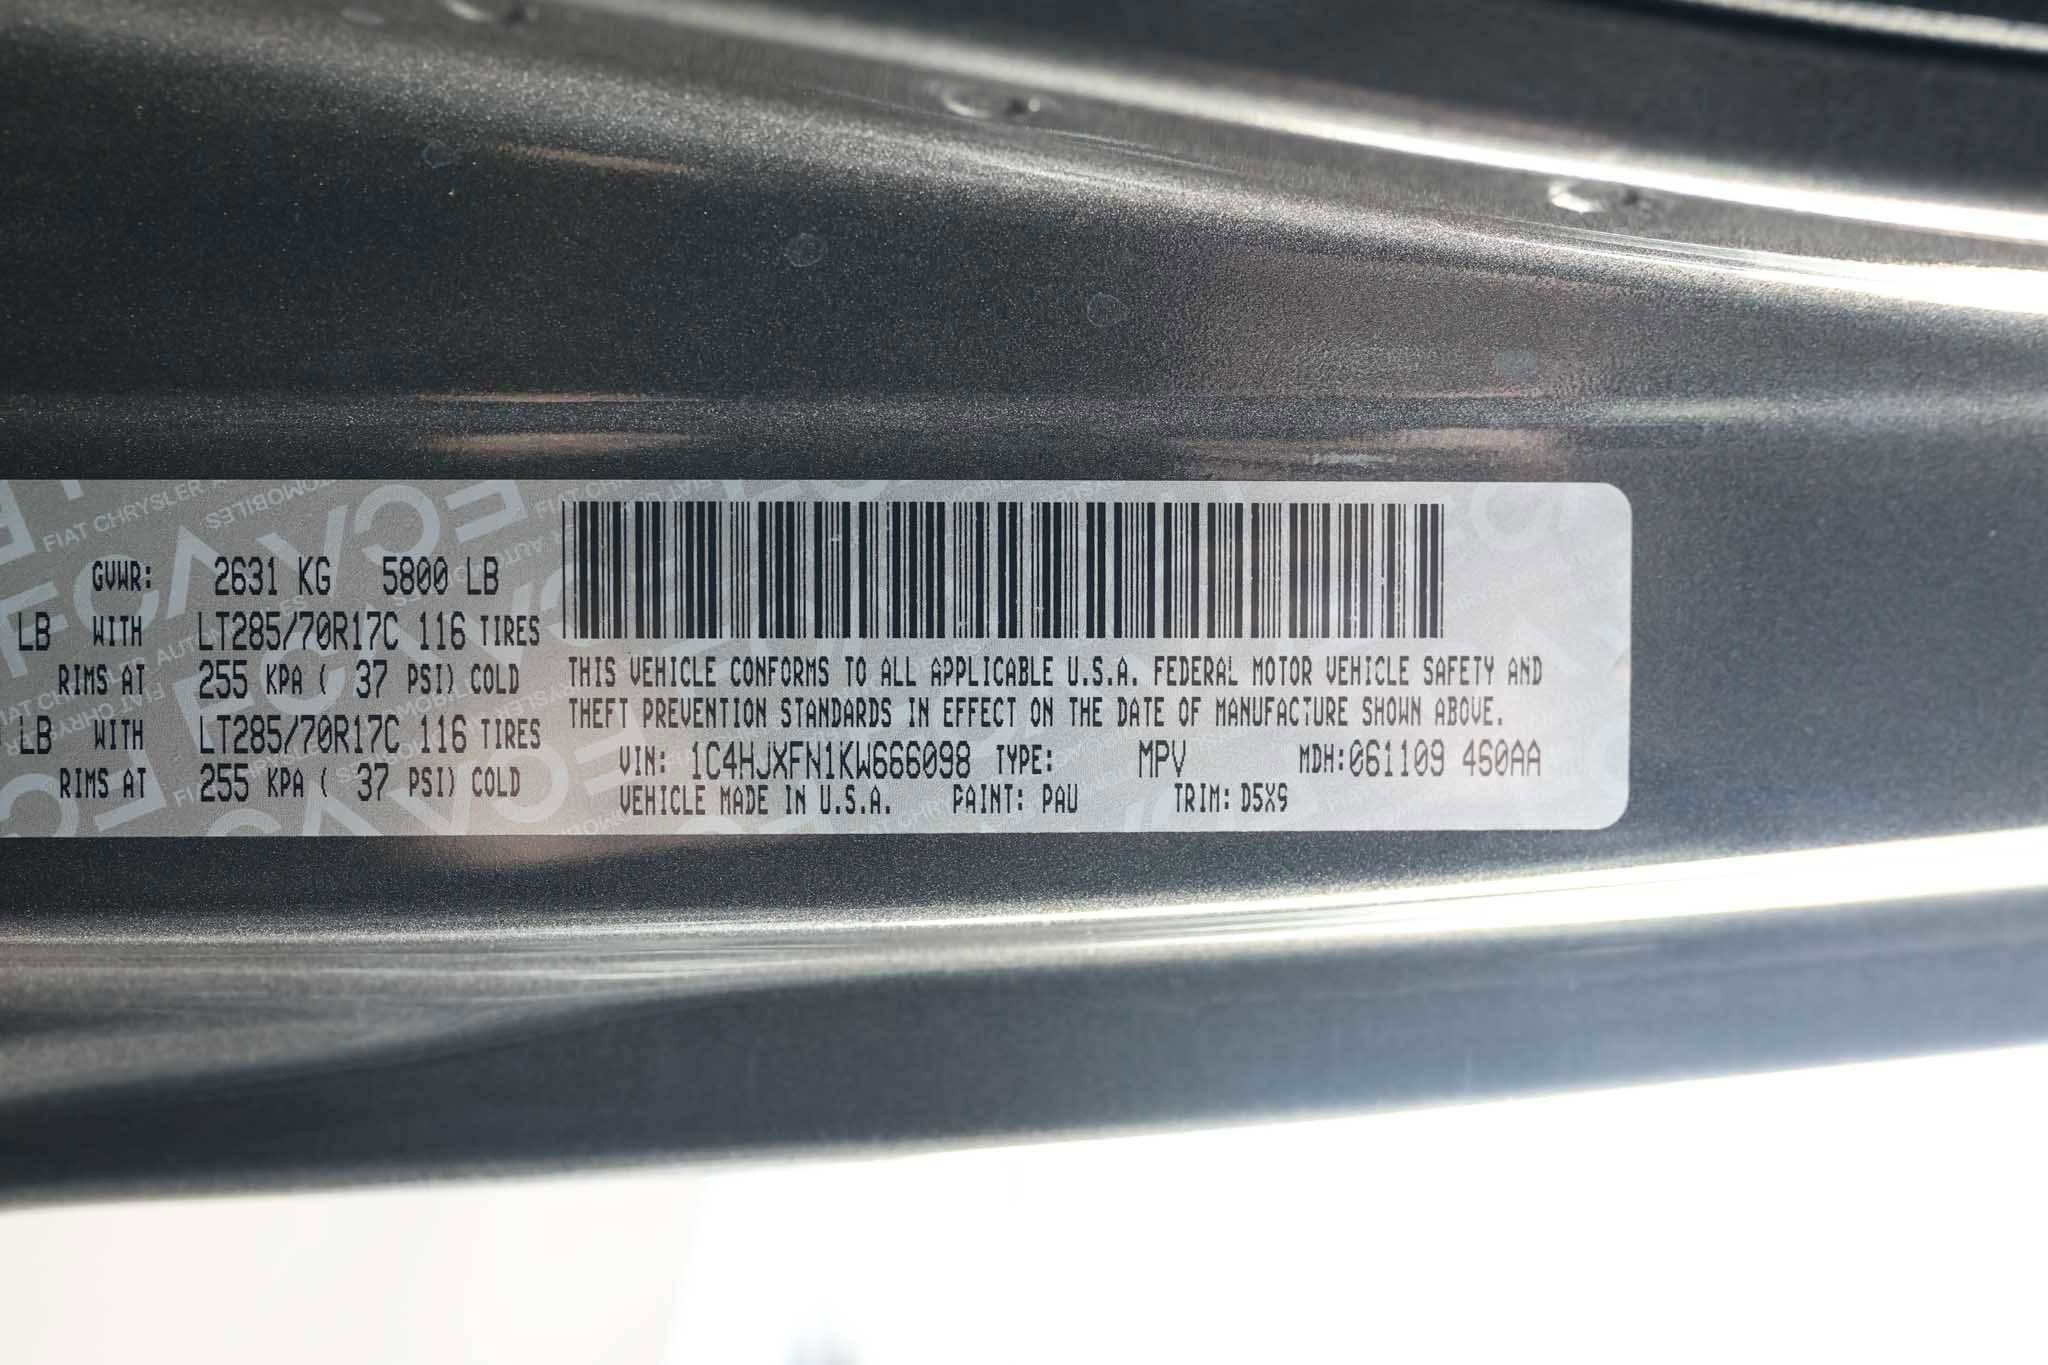 GVWR: 2631 KG 5800 LB
LB WITH LT285/70R17C 116 TIRES
RIMS AT 255 KPA ( 37 PSI) COLD
LB WITH LT285/70R17C 116 TIRES
RIMS AT 255 KPA ( 37 PSI) COLD
THIS VEHICLE CONFORMS TO ALL APPLICABLE U.S.A. FEDERAL MOTOR VEHICLE SAFETY AND
THEFT PREVENTION STANDARDS IN EFFECT ON THE DATE OF MANUFACTURE SHOWN ABOVE.
VIN: 1C4HJXFN1KW666098 TYPE: MPV MDH:061109 460AA
VEHICLE MADE IN U.S.A. PAINT: PAU TRIM: D5X9